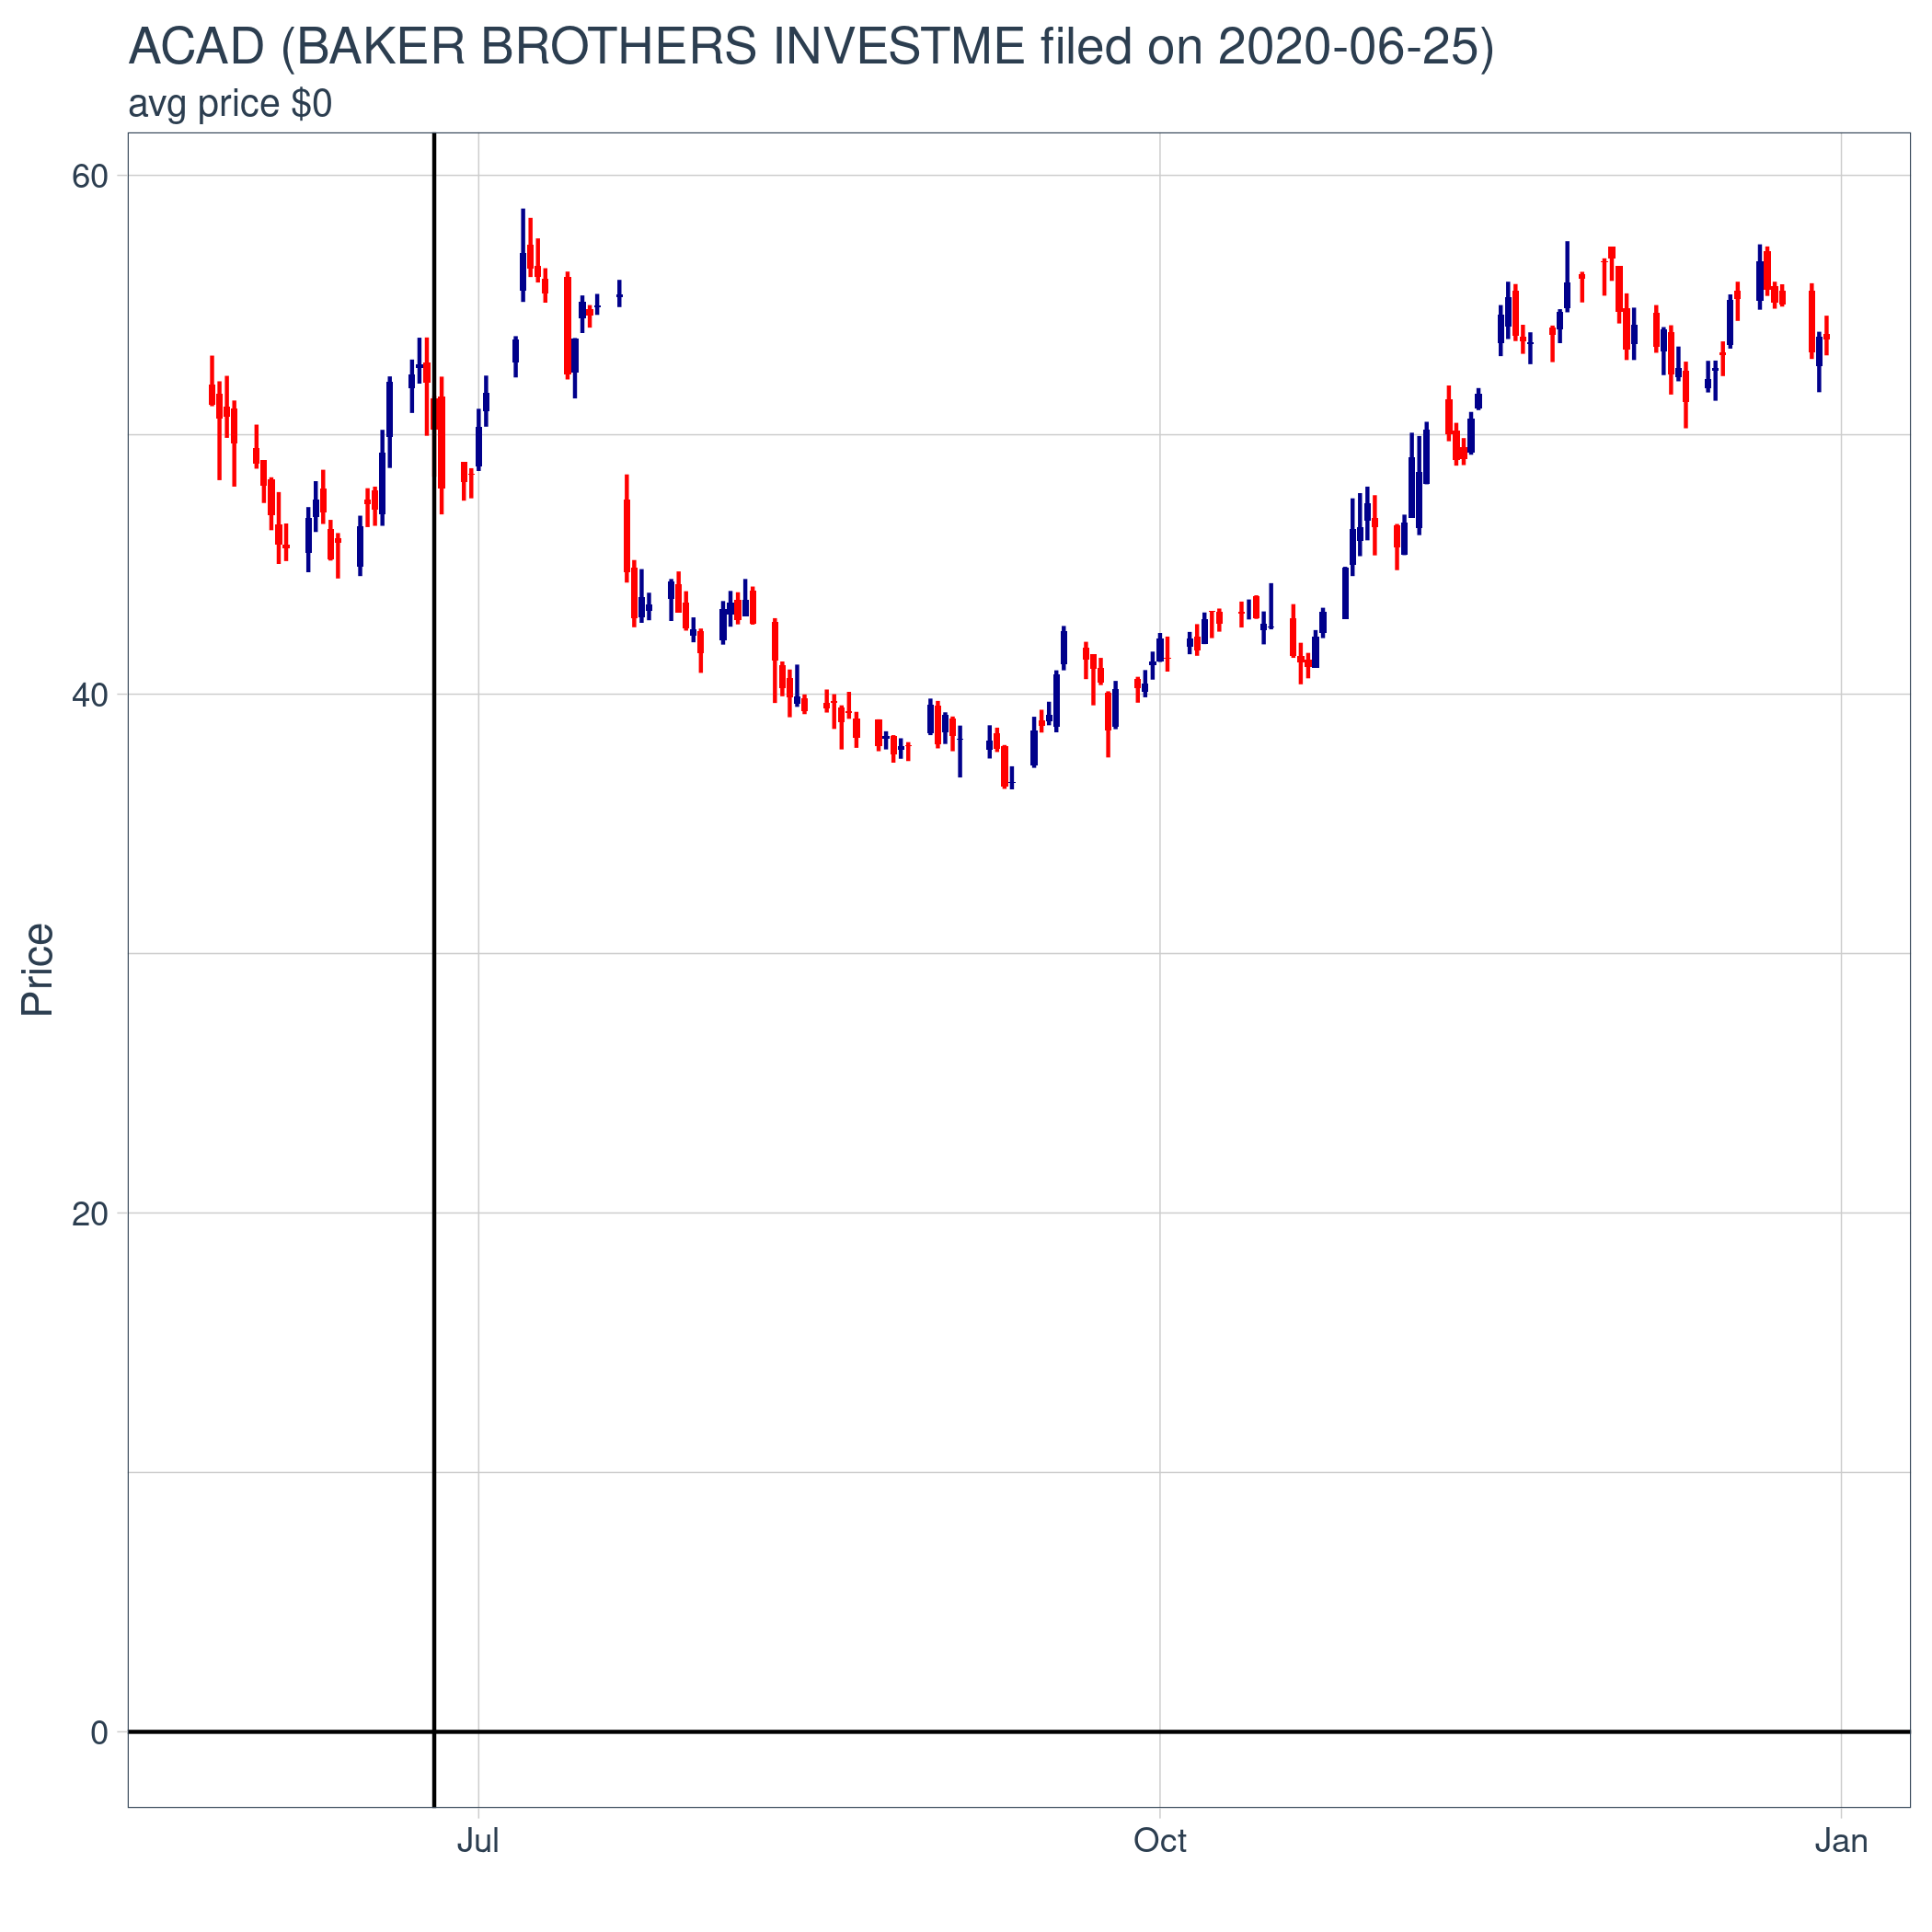 ACAD (BAKER BROTHERS INVESTME filed on 2020-06-25)
avg price $0
60
40
20
0
Price
Jul
Oct
Jan